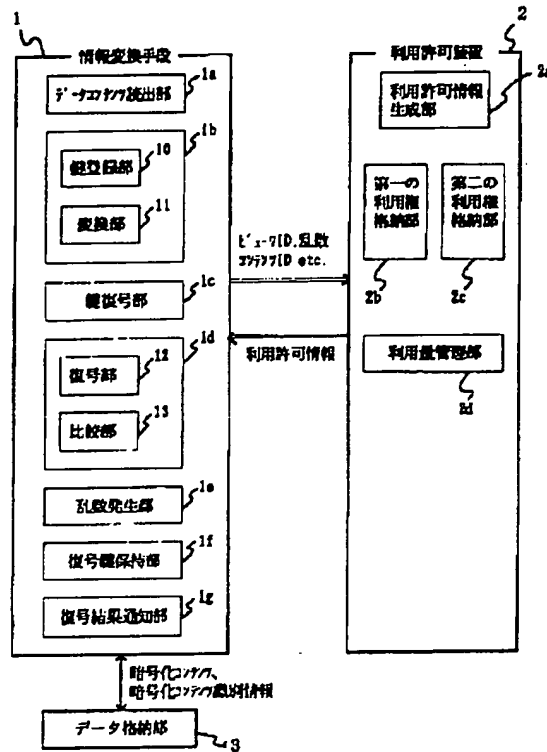 1
情報変換手段
データコンテンツ読出部
1a
1b
鍵登録部
10
変換部
11
鍵復号部
1c
1d
復号部
12
比較部
13
乱数発生部
1e
復号鍵保持部
1f
復号結果通知部
1g
ビューワID,乱数
コンテンツID etc.
利用許可情報
2
利用許可装置
利用許可情報
生成部
2a
第一の
利用権
格納部
2b
第二の
利用権
格納部
2c
利用量管理部
2d
暗号化コンテンツ、
暗号化コンテンツ識別情報
データ格納部
3